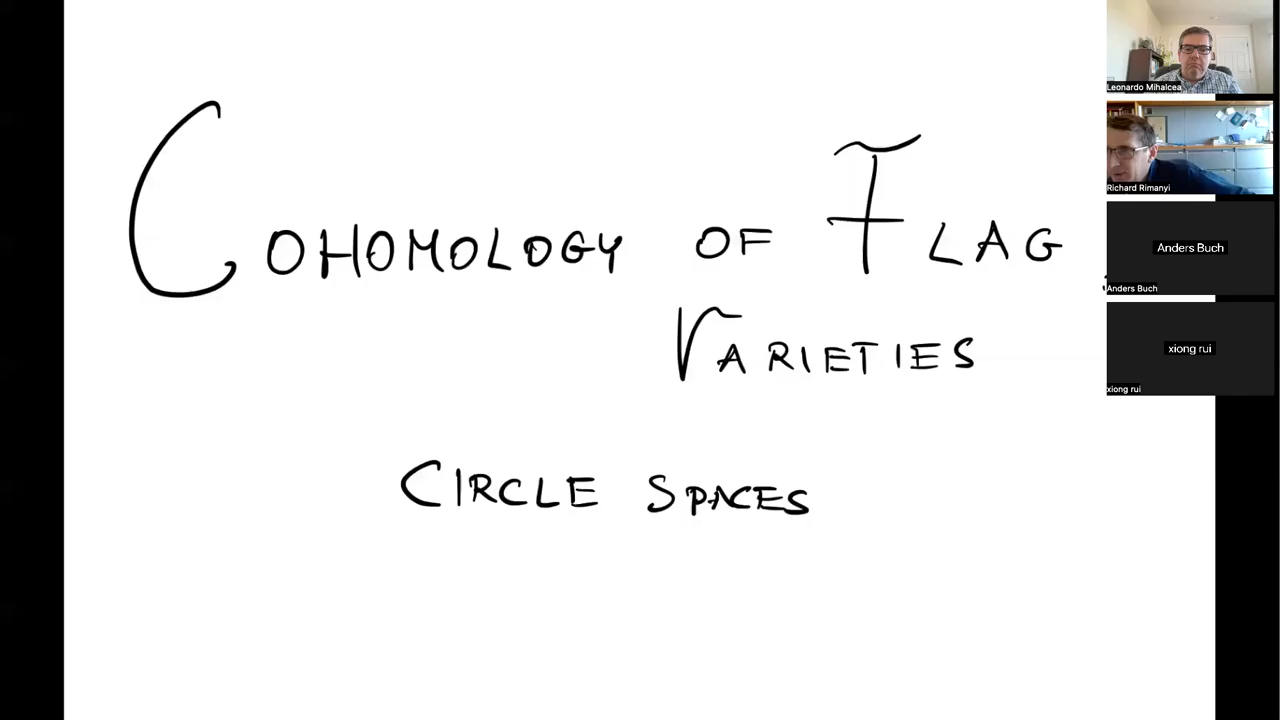 COHOMOLOGY OF FLAG
VARIETIES
CIRCLE SPACES
Leonardo Mihalcea
Richard Rimanyi
Anders Buch
Anders Buch
xiong rui
xiong rui